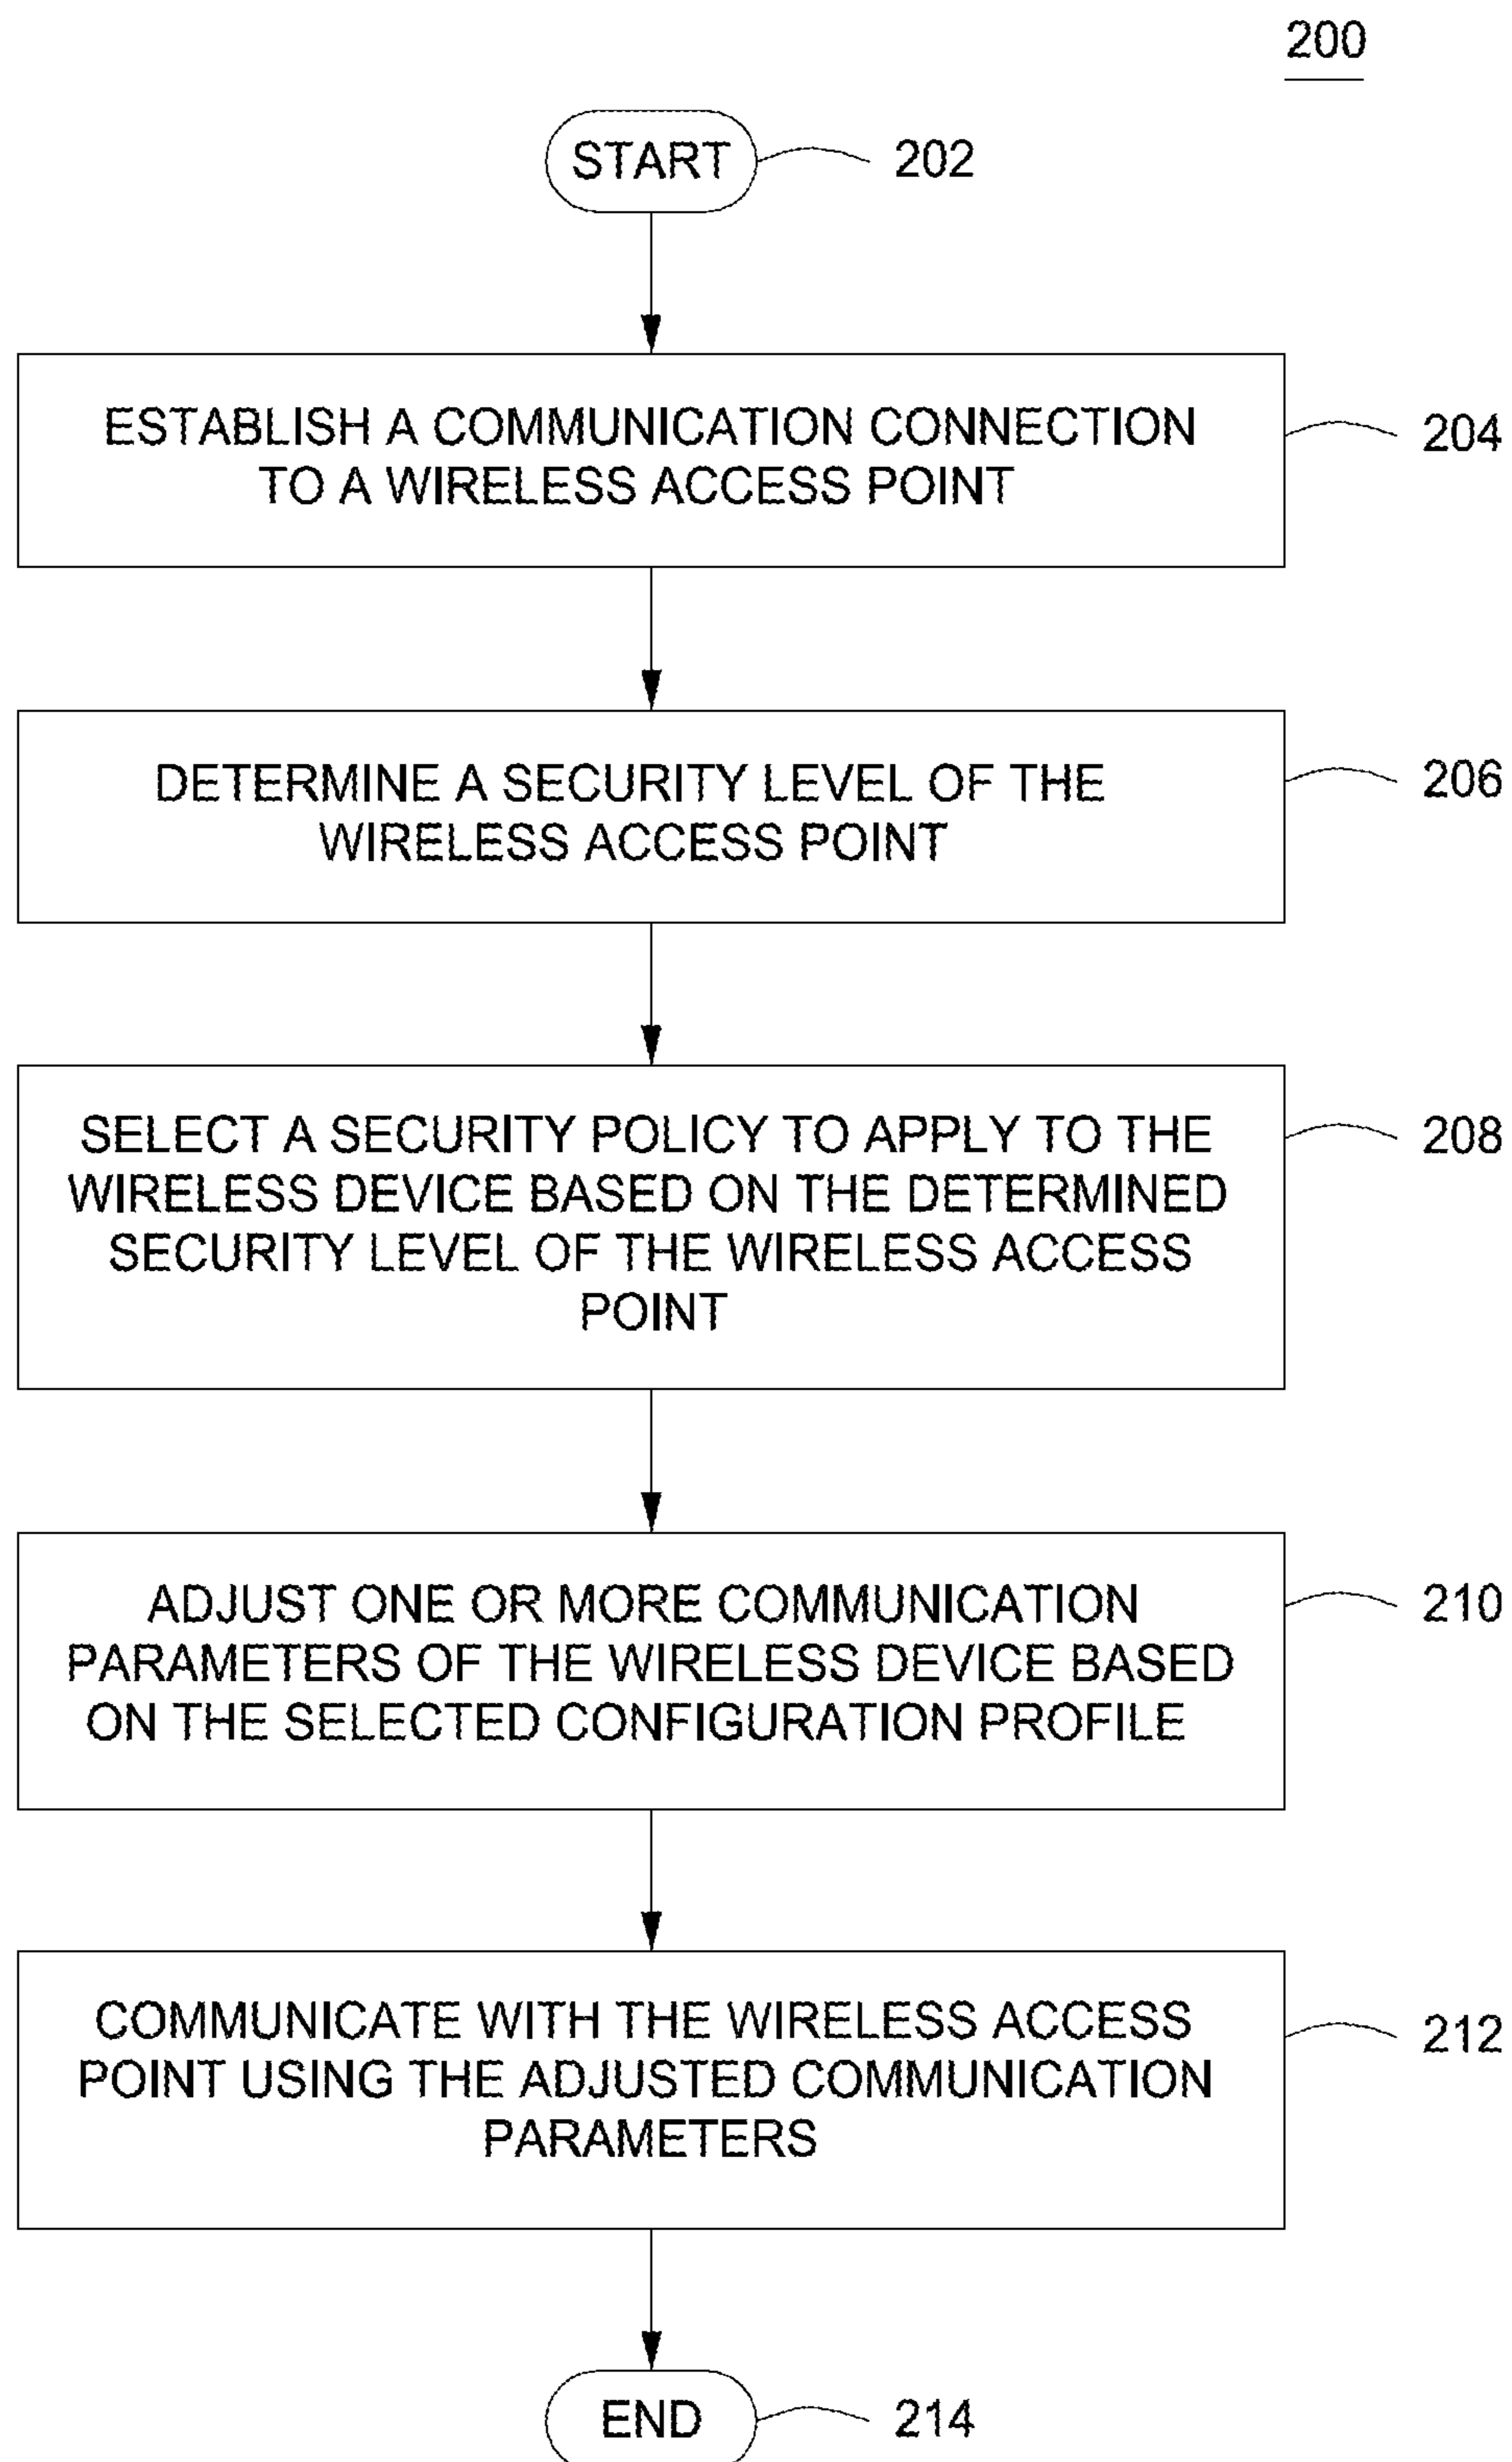 200
START
202
ESTABLISH A COMMUNICATION CONNECTION
TO A WIRELESS ACCESS POINT
204
DETERMINE A SECURITY LEVEL OF THE
WIRELESS ACCESS POINT
206
SELECT A SECURITY POLICY TO APPLY TO THE
WIRELESS DEVICE BASED ON THE DETERMINED
SECURITY LEVEL OF THE WIRELESS ACCESS
POINT
208
ADJUST ONE OR MORE COMMUNICATION
PARAMETERS OF THE WIRELESS DEVICE BASED
ON THE SELECTED CONFIGURATION PROFILE
210
COMMUNICATE WITH THE WIRELESS ACCESS
POINT USING THE ADJUSTED COMMUNICATION
PARAMETERS
212
END
214